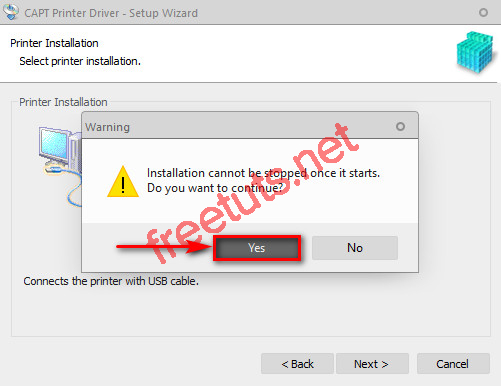 CAPT Printer Driver - Setup Wizard
Printer Installation
Select printer installation.
Printer Installation
Warning
Installation cannot be stopped once it starts.
Do you want to continue?
freetuts.net
Yes No
Connects the printer with USB cable.
< Back Next > Cancel